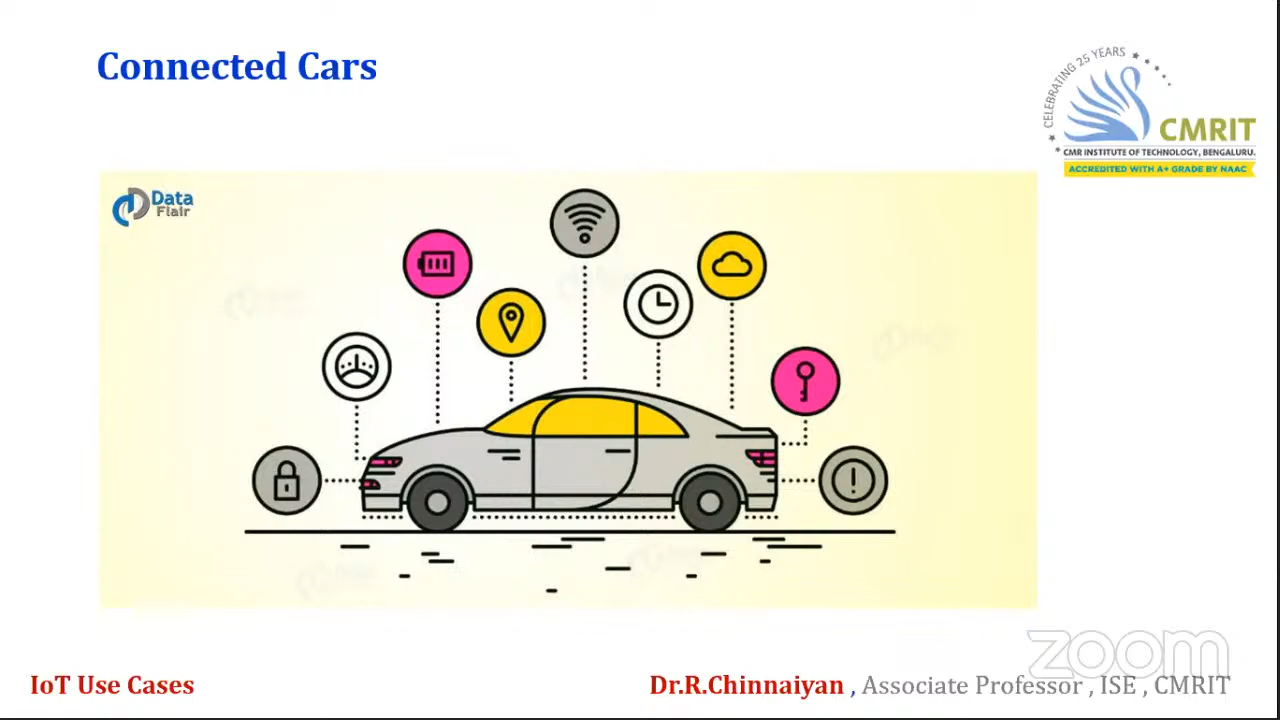 Connected Cars
CELEBRATING 25 YEARS
CMRIT
CMR INSTITUTE OF TECHNOLOGY, BENGALURU.
ACCREDITED WITH A+ GRADE BY NAAC
Data
Flair
zoom
IoT Use Cases
Dr.R.Chinnaiyan , Associate Professor , ISE , CMRIT